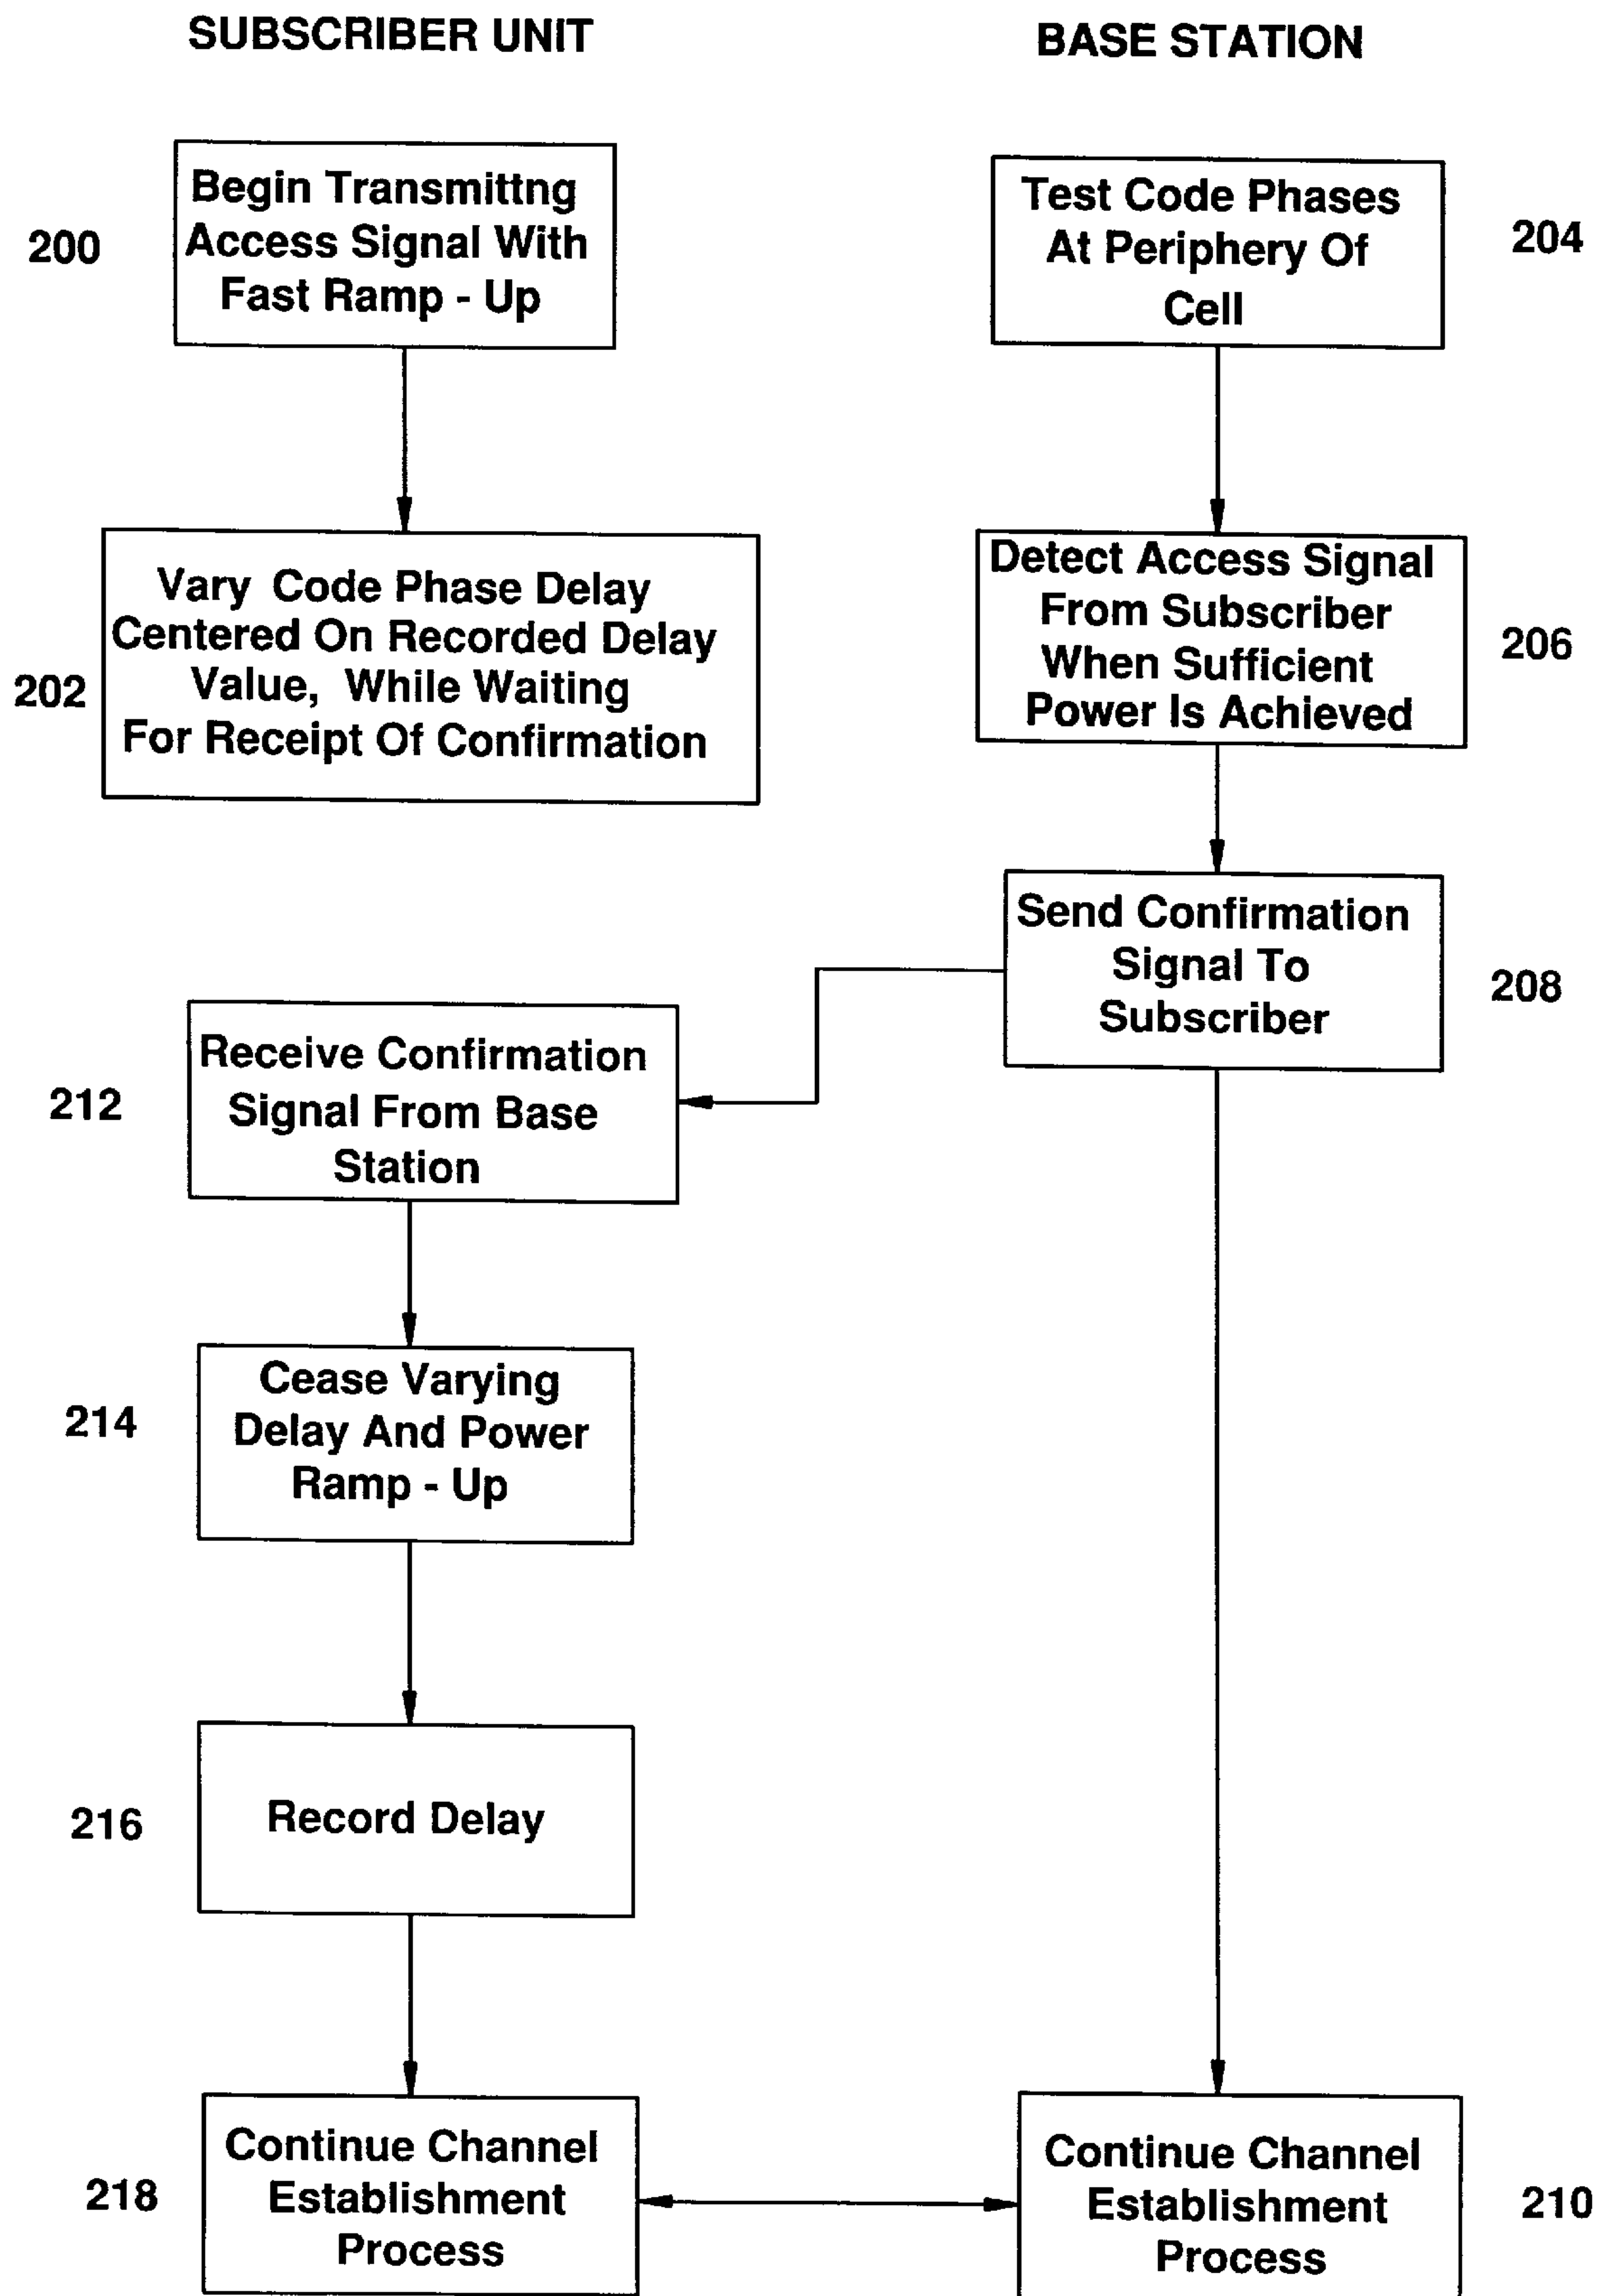 SUBSCRIBER UNIT
BASE STATION
200
Begin Transmittng
Access Signal With
Fast Ramp - Up
Test Code Phases
At Periphery Of
Cell
204
202
Vary Code Phase Delay
Centered On Recorded Delay
Value, While Waiting
For Receipt Of Confirmation
Detect Access Signal
From Subscriber
When Sufficient
Power Is Achieved
206
Send Confirmation
Signal To
Subscriber
208
212
Receive Confirmation
Signal From Base
Station
214
Cease Varying
Delay And Power
Ramp - Up
216
Record Delay
218
Continue Channel
Establishment
Process
Continue Channel
Establishment
Process
210